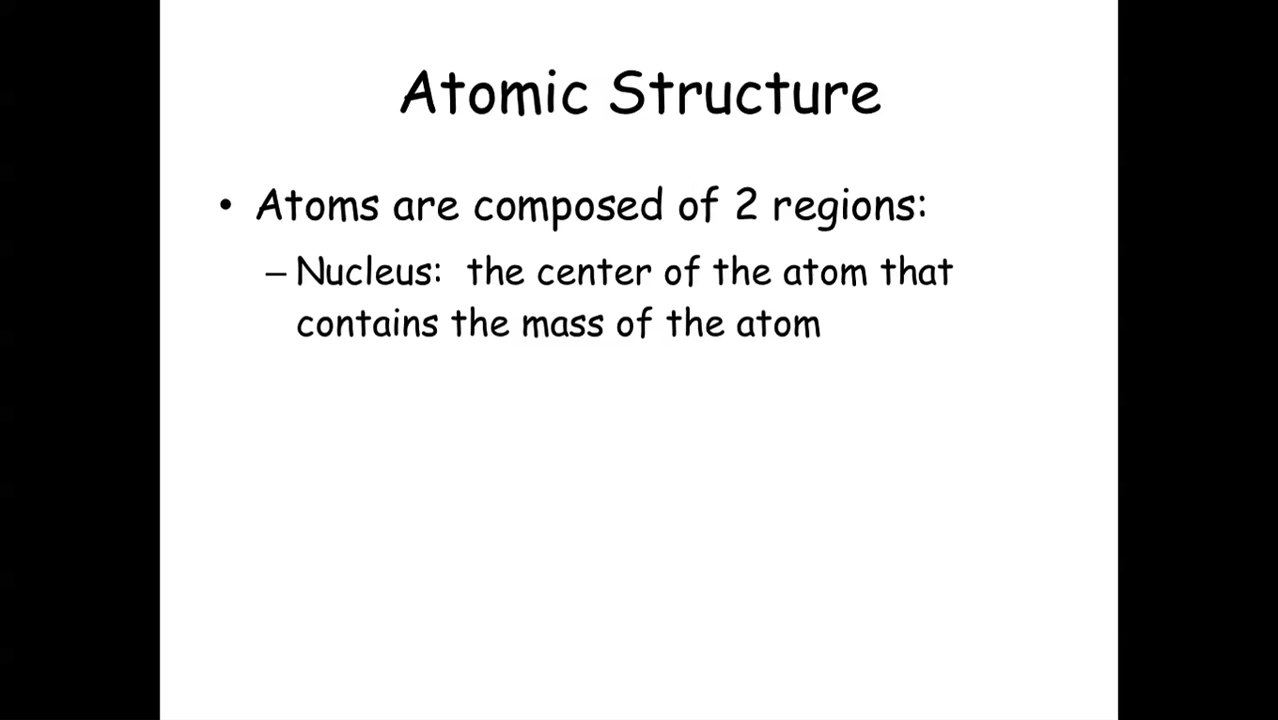 Atomic Structure
• Atoms are composed of 2 regions:
– Nucleus:  the center of the atom that
contains the mass of the atom